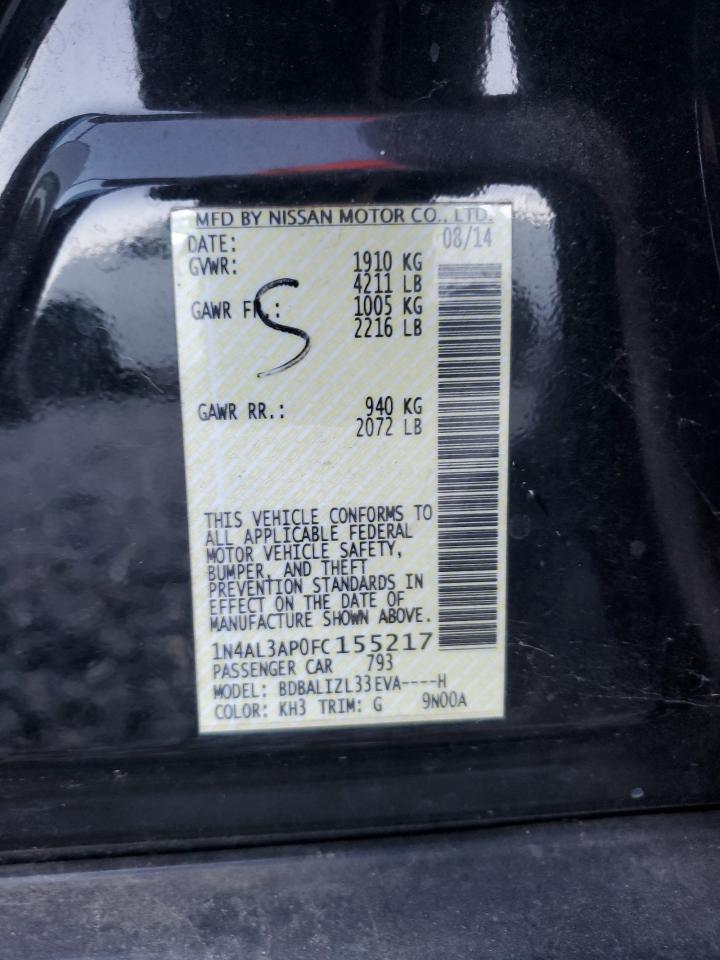 MFD BY NISSAN MOTOR CO., LTD.
DATE: 08/14
GVWR: 1910 KG
4211 LB
GAWR FR.: 1005 KG
2216 LB
S
GAWR RR.: 940 KG
2072 LB
THIS VEHICLE CONFORMS TO
ALL APPLICABLE FEDERAL
MOTOR VEHICLE SAFETY,
BUMPER, AND THEFT
PREVENTION STANDARDS IN
EFFECT ON THE DATE OF
MANUFACTURE SHOWN ABOVE.
1N4AL3AP0FC155217
PASSENGER CAR 793
MODEL: BDBALIZL33EVA----H
COLOR: KH3 TRIM: G 9N00A